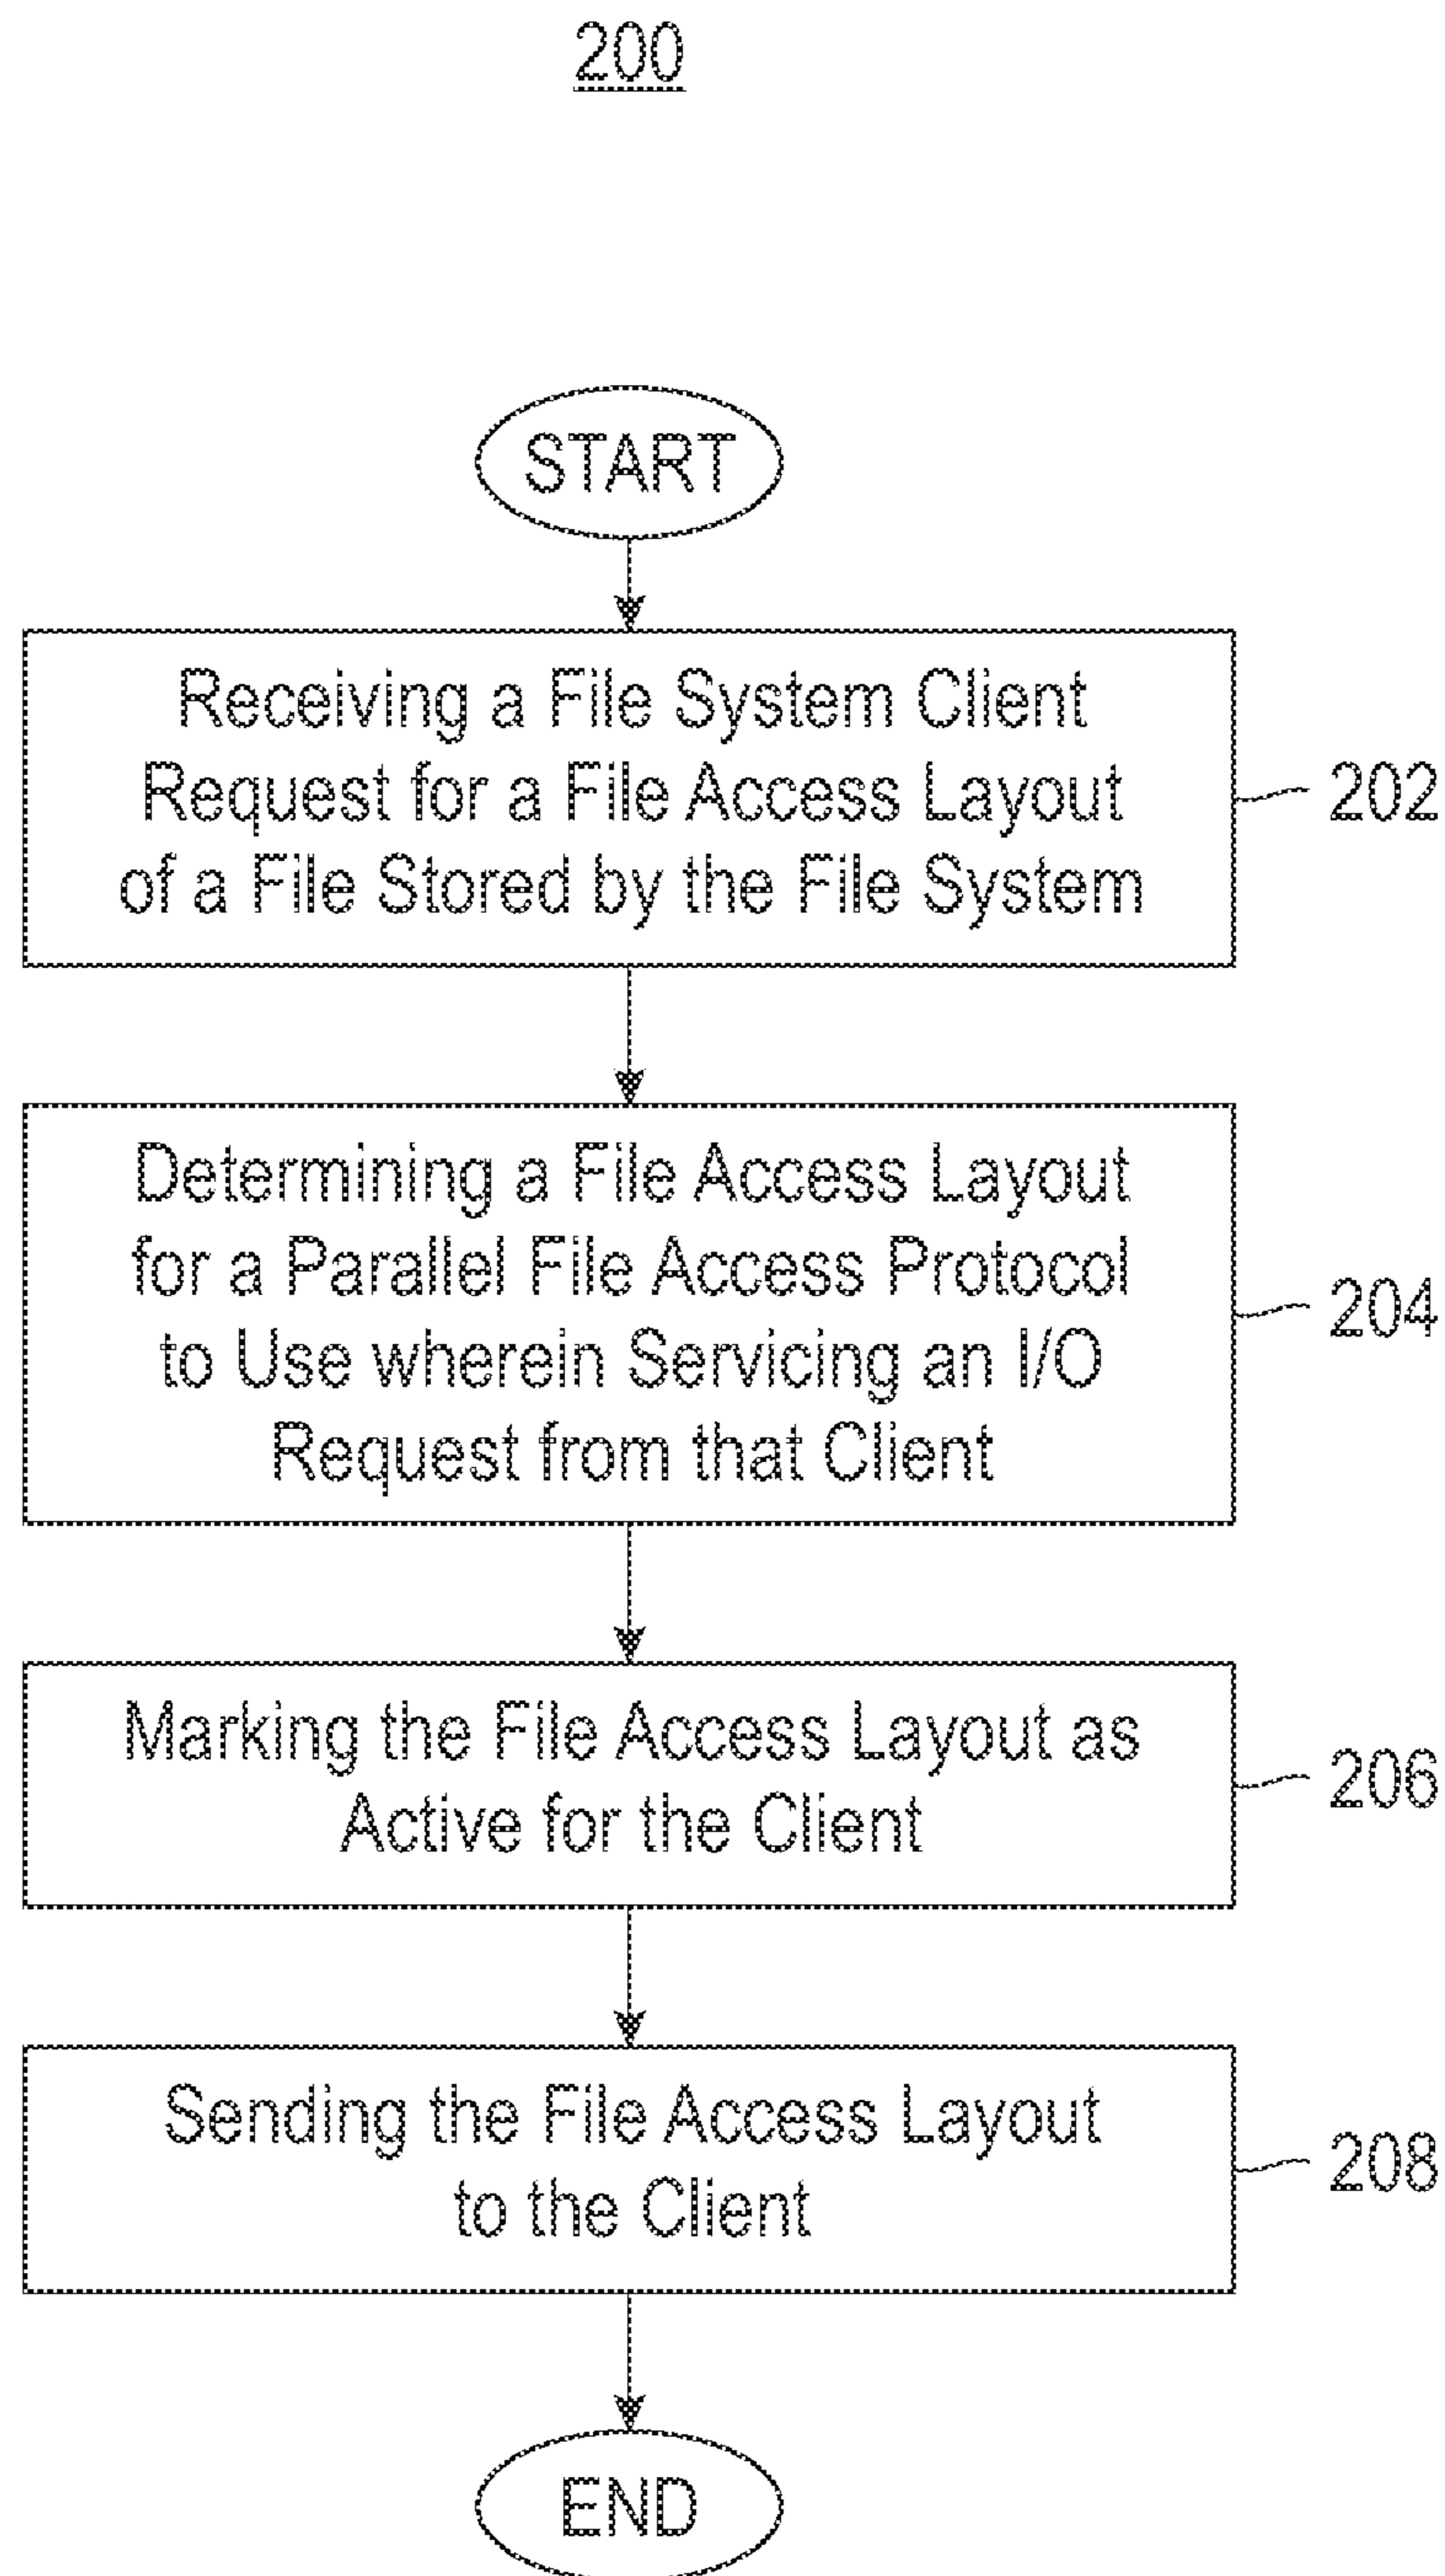 200
START
Receiving a File System Client
Request for a File Access Layout
of a File Stored by the File System
202
Determining a File Access Layout
for a Parallel File Access Protocol
to Use wherein Servicing an I/O
Request from that Client
204
Marking the File Access Layout as
Active for the Client
206
Sending the File Access Layout
to the Client
208
END